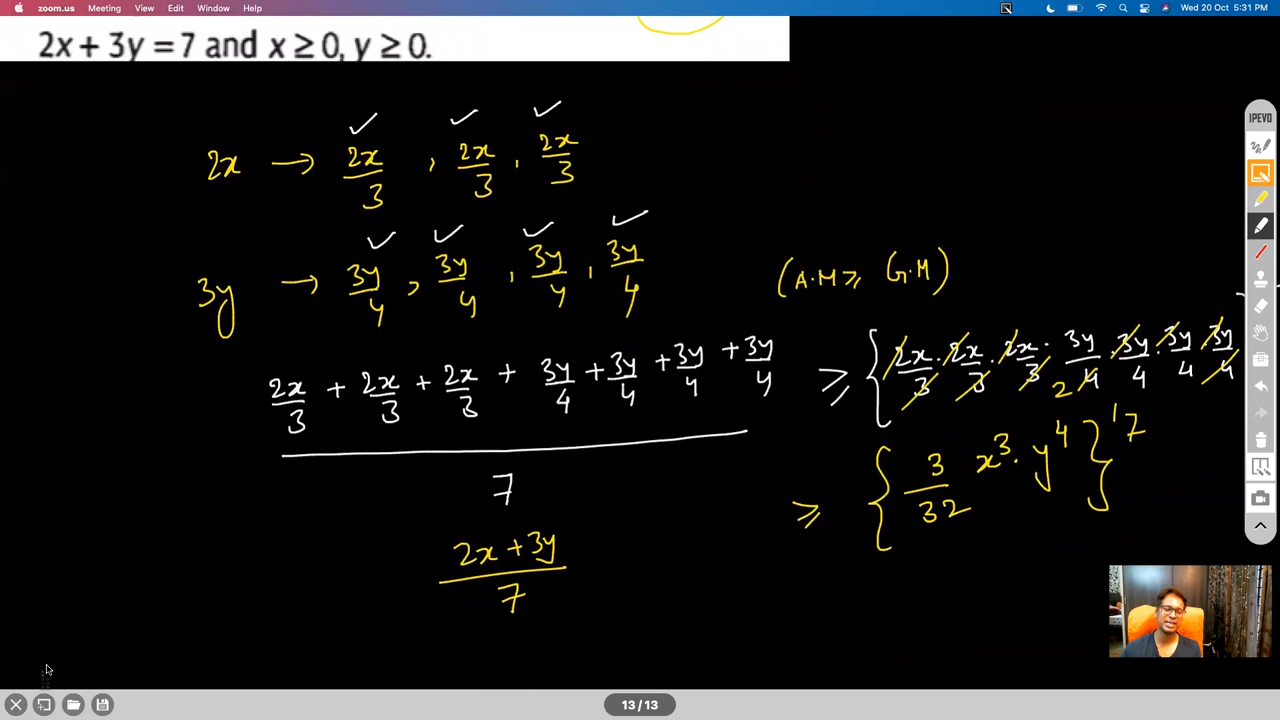 zoom.us Meeting View Edit Window Help Wed 20 Oct 5:31 PM
2x + 3y = 7 and x ≥ 0, y ≥ 0.
IPEVO
✓ ✓ ✓
2x → 2x/3 , 2x/3 , 2x/3
✓ ✓ ✓ ✓
3y → 3y/4 , 3y/4 , 3y/4 , 3y/4
(A.M ≥ G.M)
2x/3 + 2x/3 + 2x/3 + 3y/4 + 3y/4 + 3y/4 + 3y/4 ≥ { 2x/3 · 2x/3 · 2x/3 · 3y/4 · 3y/4 · 3y/4 · 3y/4
2
7
2x + 3y / 7 ≥ { 3/32 x³ · y⁴ }^1/7
13 / 13